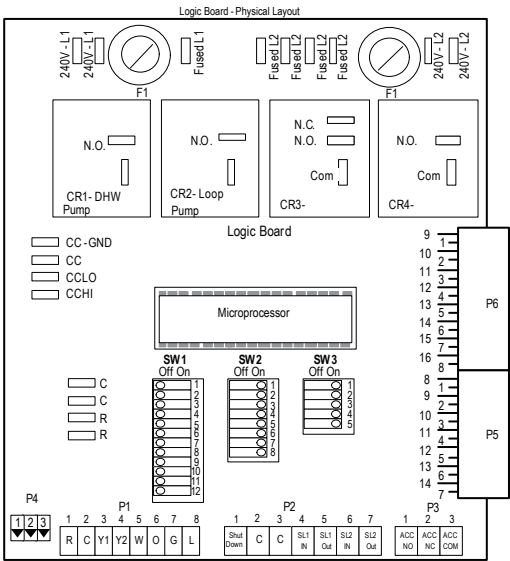 Logic Board - Physical Layout
240V - L1
240V - L1
Fused L1
Fused L2
Fused L2
Fused L2
Fused L2
240V - L2
240V - L2
F1
F1
N.O.
CR1- DHW
Pump
N.O.
CR2- Loop
Pump
N.C.
N.O.
Com
CR3-
N.O.
Com
CR4-
Logic Board
CC - GND
CC
CCLO
CCHI
Microprocessor
C
C
R
R
SW1
Off On
1
2
3
4
5
6
7
8
9
10
11
12
SW2
Off On
1
2
3
4
5
6
7
8
SW3
Off On
1
2
3
4
5
9
1
10
2
11
3
12
4
13
5
14
6
15
7
16
8
P6
8
1
9
2
10
3
11
4
12
5
13
6
14
7
P5
P4
1 2 3
P1
1 2 3 4 5 6 7 8
R C Y1 Y2 W O G L
P2
1 2 3 4 5 6 7
Shut Down C C SL1 IN SL1 Out SL2 IN SL2 Out
P3
1 2 3
ACC NO ACC NC ACC COM